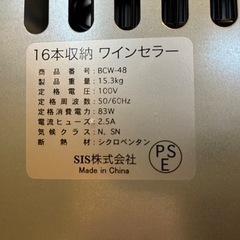 16本収納 ワインセラー
商品番号：BCW-48
重量：15.3kg
定格電圧：100V
定格周波数：50/60Hz
定格消費電力：83W
電流ヒューズ：2.5A
気候クラス：N, SN
断熱材：シクロペンタン
PS
E
SIS株式会社
Made in China